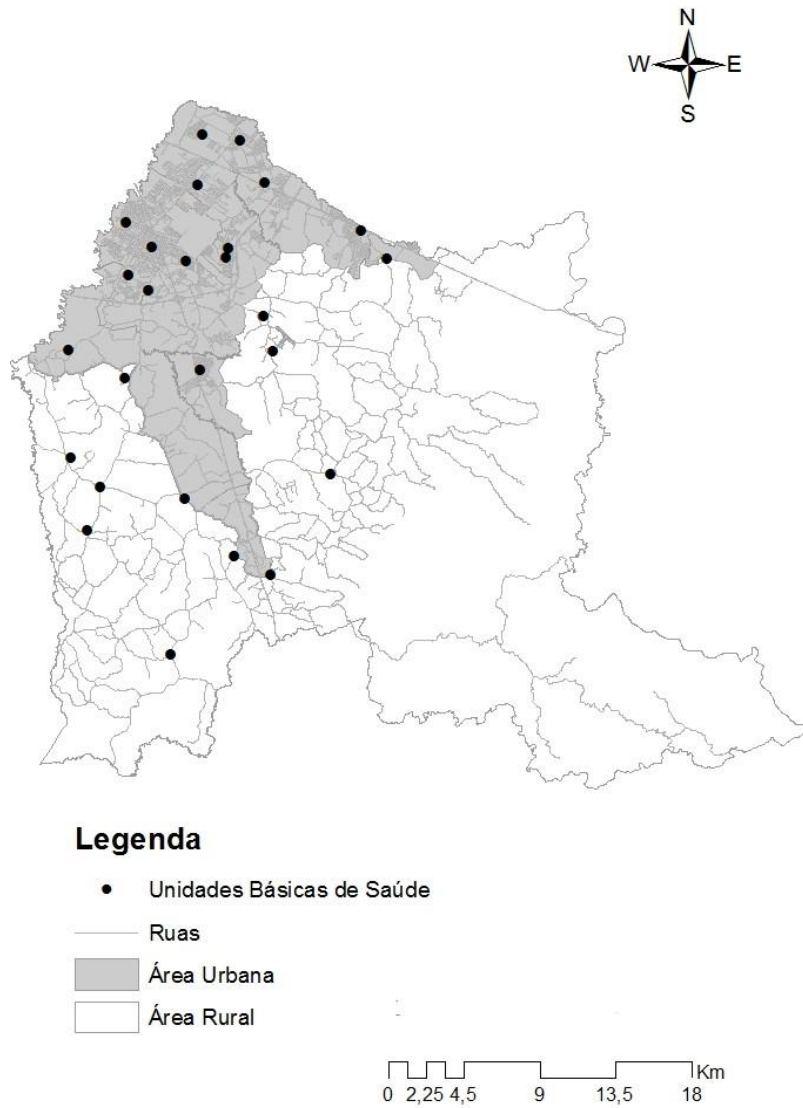 N
W E
S
Legenda
Unidades Básicas de Saúde
Ruas
Área Urbana
Área Rural
Km
0 2,25 4,5 9 13,5 18